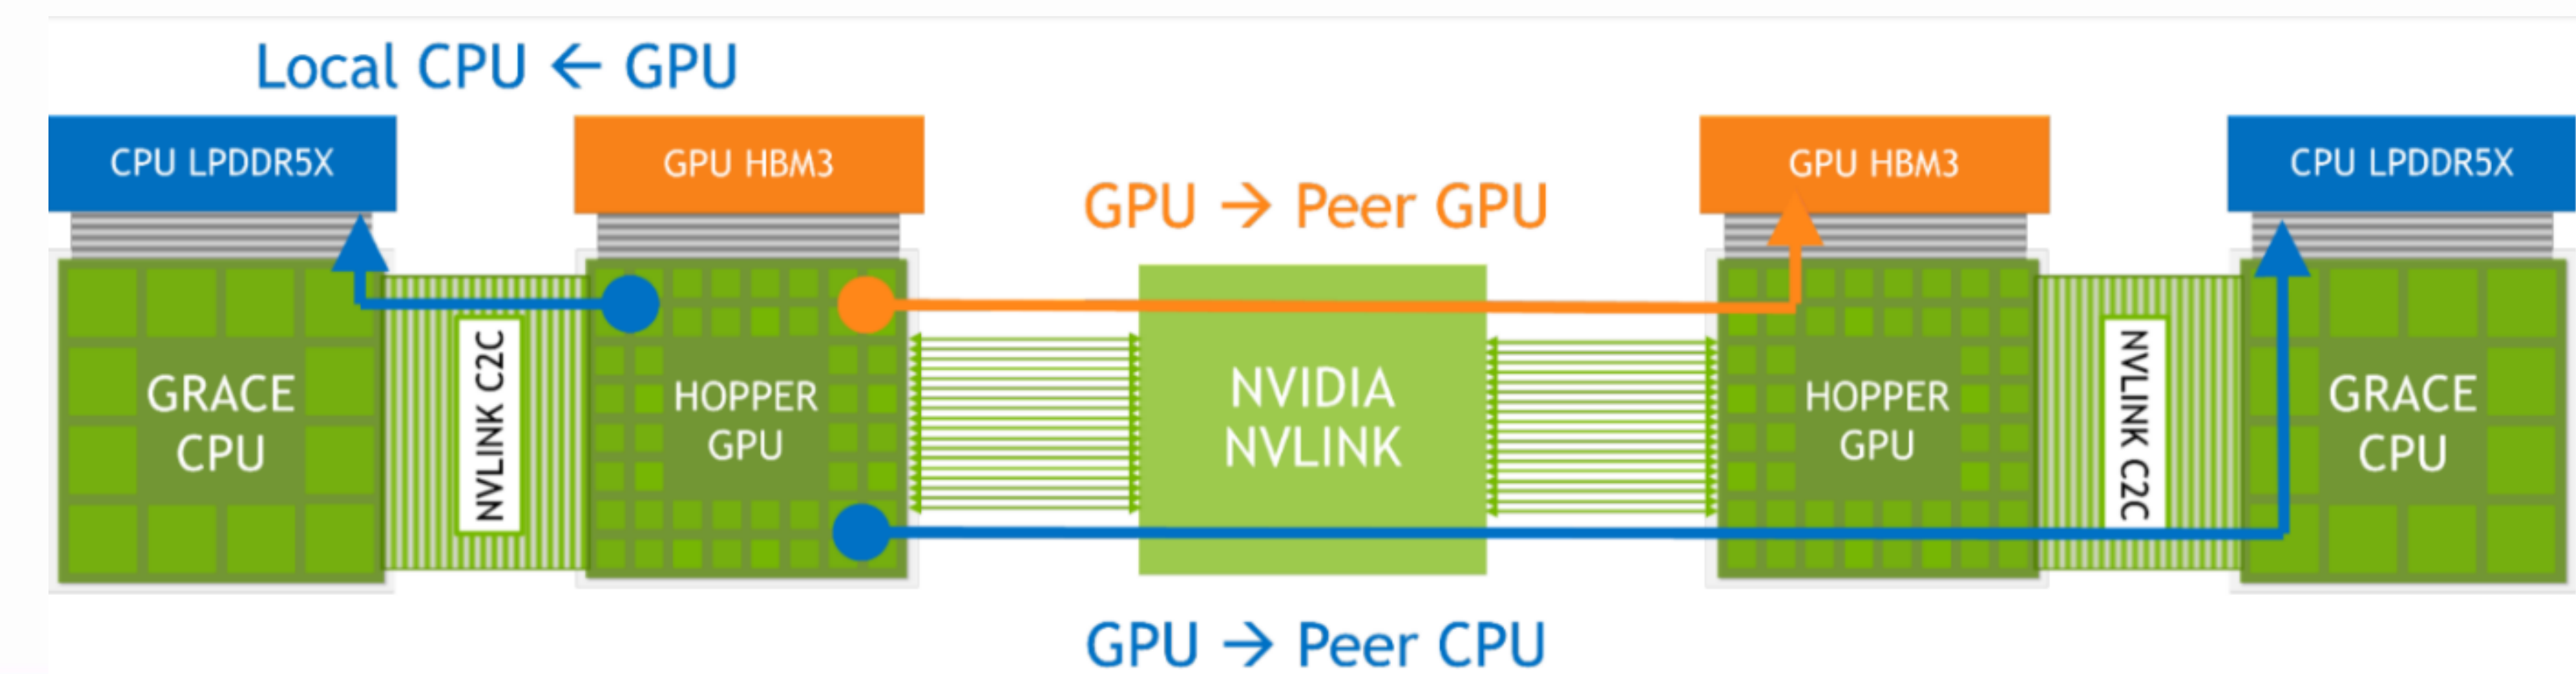 Local CPU ← GPU
CPU LPDDR5X
GPU HBM3
GPU → Peer GPU
GPU HBM3
CPU LPDDR5X
GRACE
CPU
NVLINK C2C
HOPPER
GPU
NVIDIA
NVLINK
HOPPER
GPU
NVLINK C2C
GRACE
CPU
GPU → Peer CPU